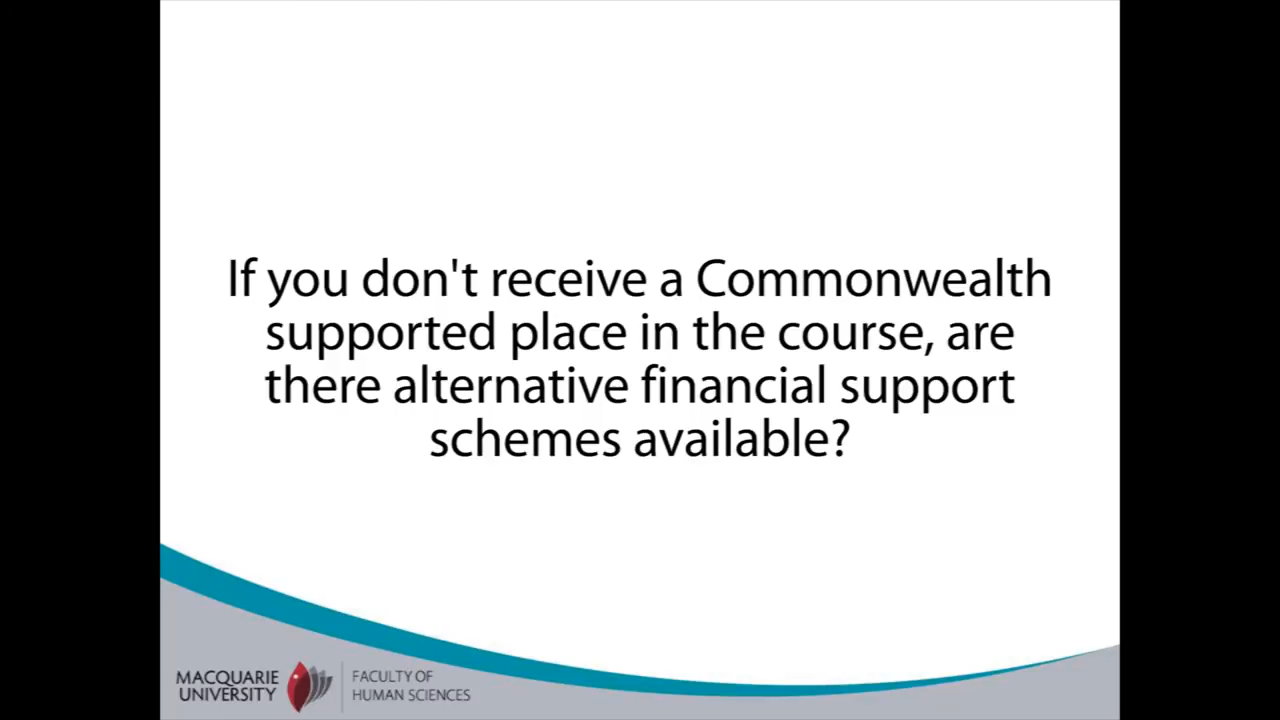 If you don't receive a Commonwealth
supported place in the course, are
there alternative financial support
schemes available?
MACQUARIE
UNIVERSITY
FACULTY OF
HUMAN SCIENCES